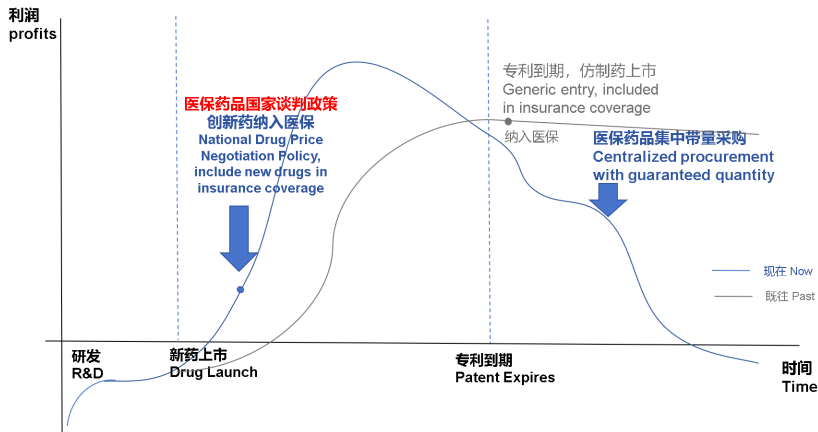 利润
profits
医保药品国家谈判政策
创新药纳入医保
National Drug Price
Negotiation Policy,
include new drugs in
insurance coverage
专利到期，仿制药上市
Generic entry, included
in insurance coverage
纳入医保
医保药品集中带量采购
Centralized procurement
with guaranteed quantity
现在 Now
既往 Past
研发
R&D
新药上市
Drug Launch
专利到期
Patent Expires
时间
Time